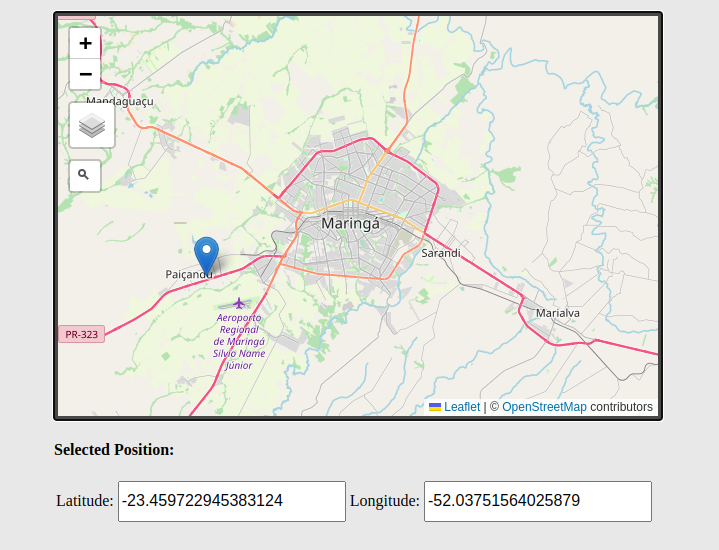 +
−
Mandaguaçu
Maringá
Sarandi
Paiçandu
Aeroporto
Regional
de Maringá
Silvio Name
Júnior
Marialva
PR-323
Leaflet | © OpenStreetMap contributors
Selected Position:
Latitude: -23.459722945383124 Longitude: -52.03751564025879